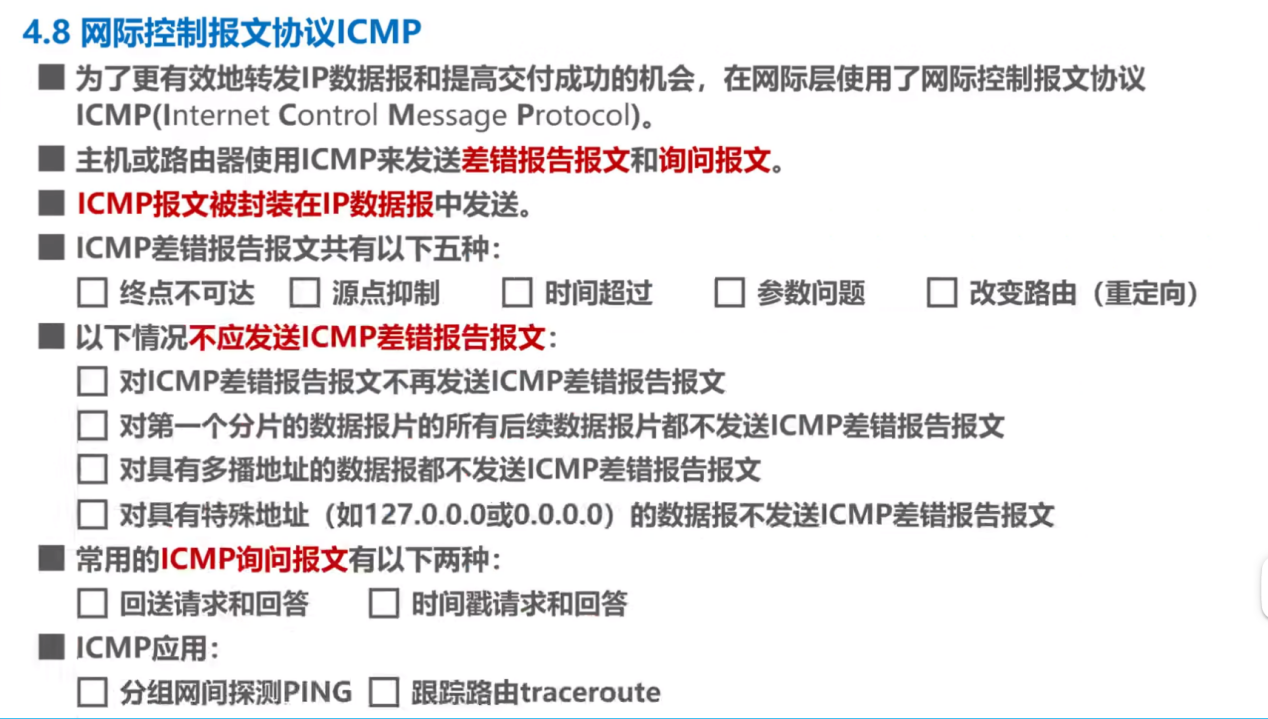 4.8 网际控制报文协议ICMP
为了更有效地转发IP数据报和提高交付成功的机会，在网际层使用了网际控制报文协议
ICMP(Internet Control Message Protocol)。
主机或路由器使用ICMP来发送差错报告报文和询问报文。
ICMP报文被封装在IP数据报中发送。
ICMP差错报告报文共有以下五种：
终点不可达 源点抑制 时间超过 参数问题 改变路由（重定向）
以下情况不应发送ICMP差错报告报文：
对ICMP差错报告报文不再发送ICMP差错报告报文
对第一个分片的数据报片的所有后续数据报片都不发送ICMP差错报告报文
对具有多播地址的数据报都不发送ICMP差错报告报文
对具有特殊地址（如127.0.0.0或0.0.0.0）的数据报不发送ICMP差错报告报文
常用的ICMP询问报文有以下两种：
回送请求和回答 时间戳请求和回答
ICMP应用：
分组网间探测PING 跟踪路由traceroute